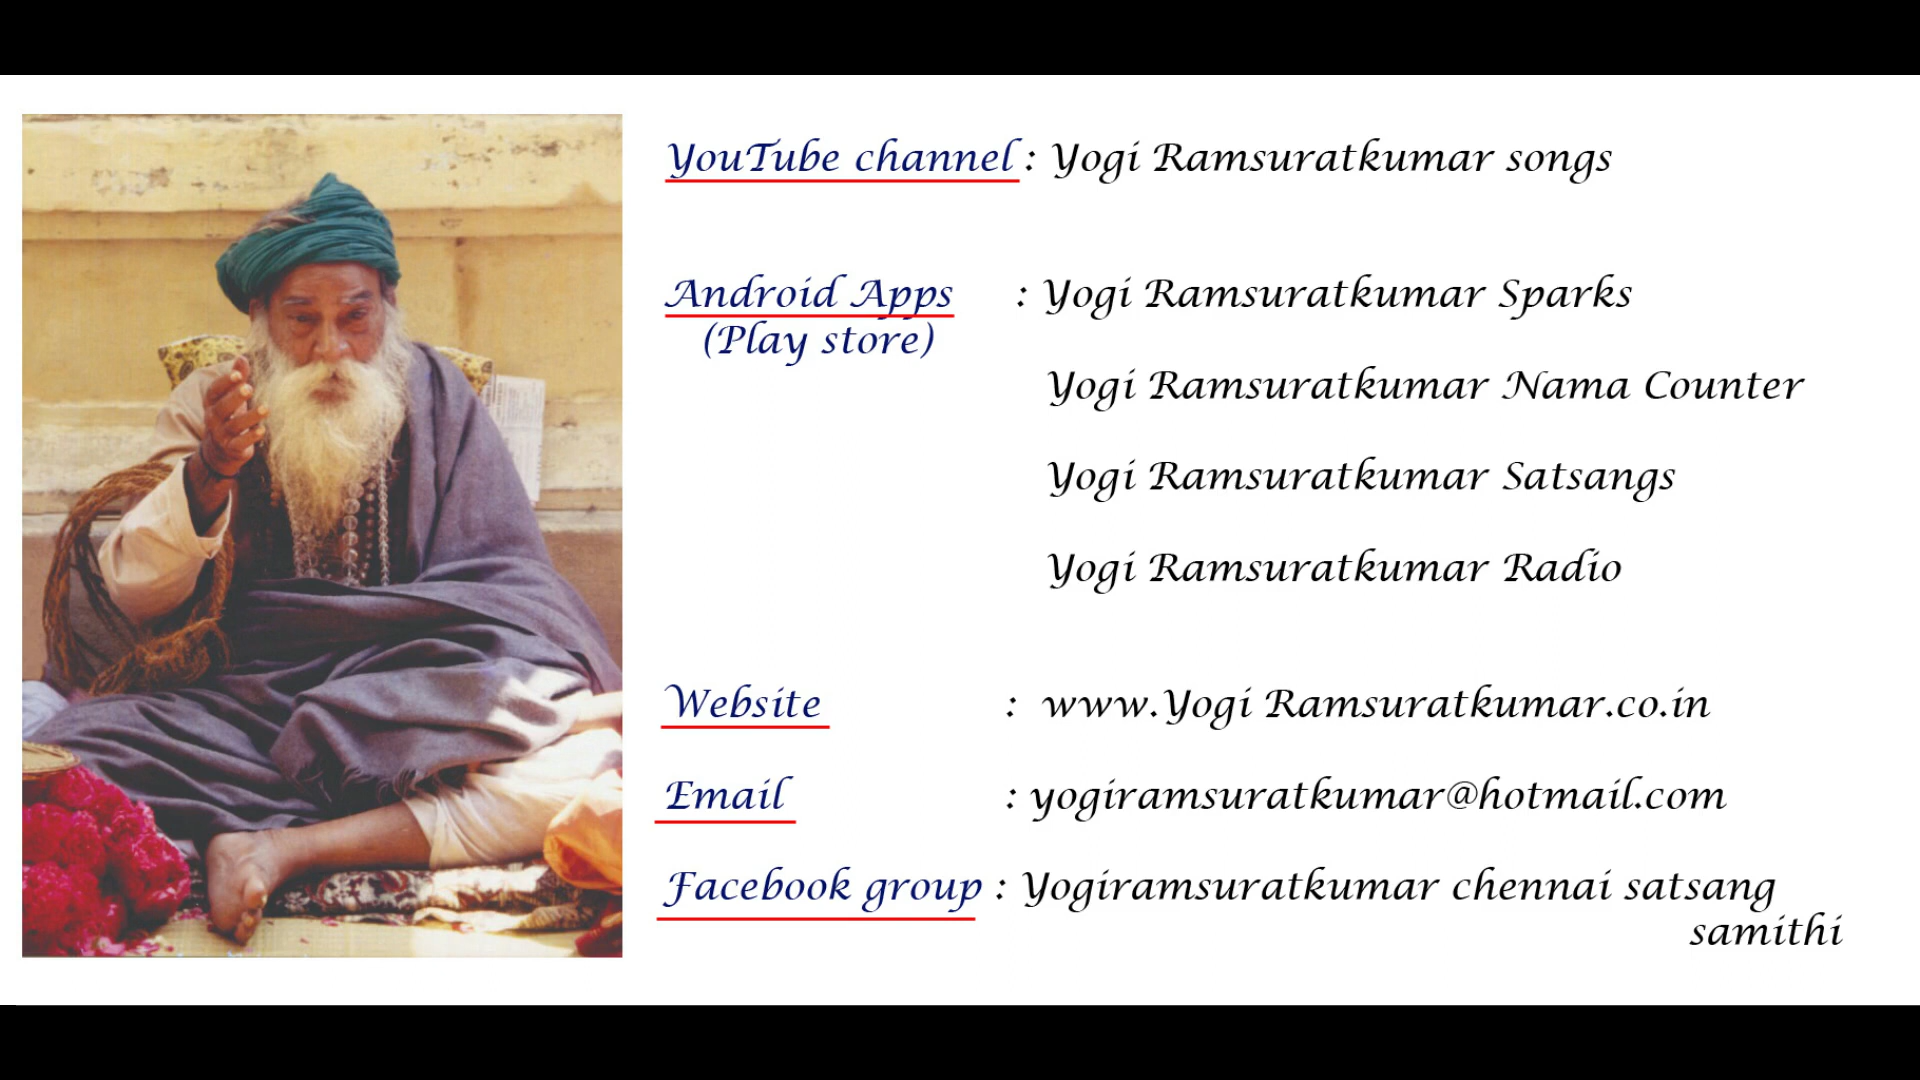 YouTube channel : Yogi Ramsuratkumar songs
Android Apps : Yogi Ramsuratkumar Sparks
(Play store)
Yogi Ramsuratkumar Nama Counter
Yogi Ramsuratkumar Satsangs
Yogi Ramsuratkumar Radio
Website : www.Yogi Ramsuratkumar.co.in
Email : yogiramsuratkumar@hotmail.com
Facebook group : Yogiramsuratkumar chennai satsang
samithi